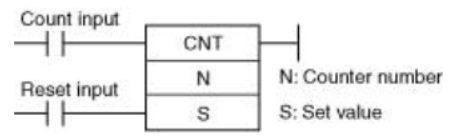 Count input
CNT
N
N: Counter number
Reset input
S
S: Set value